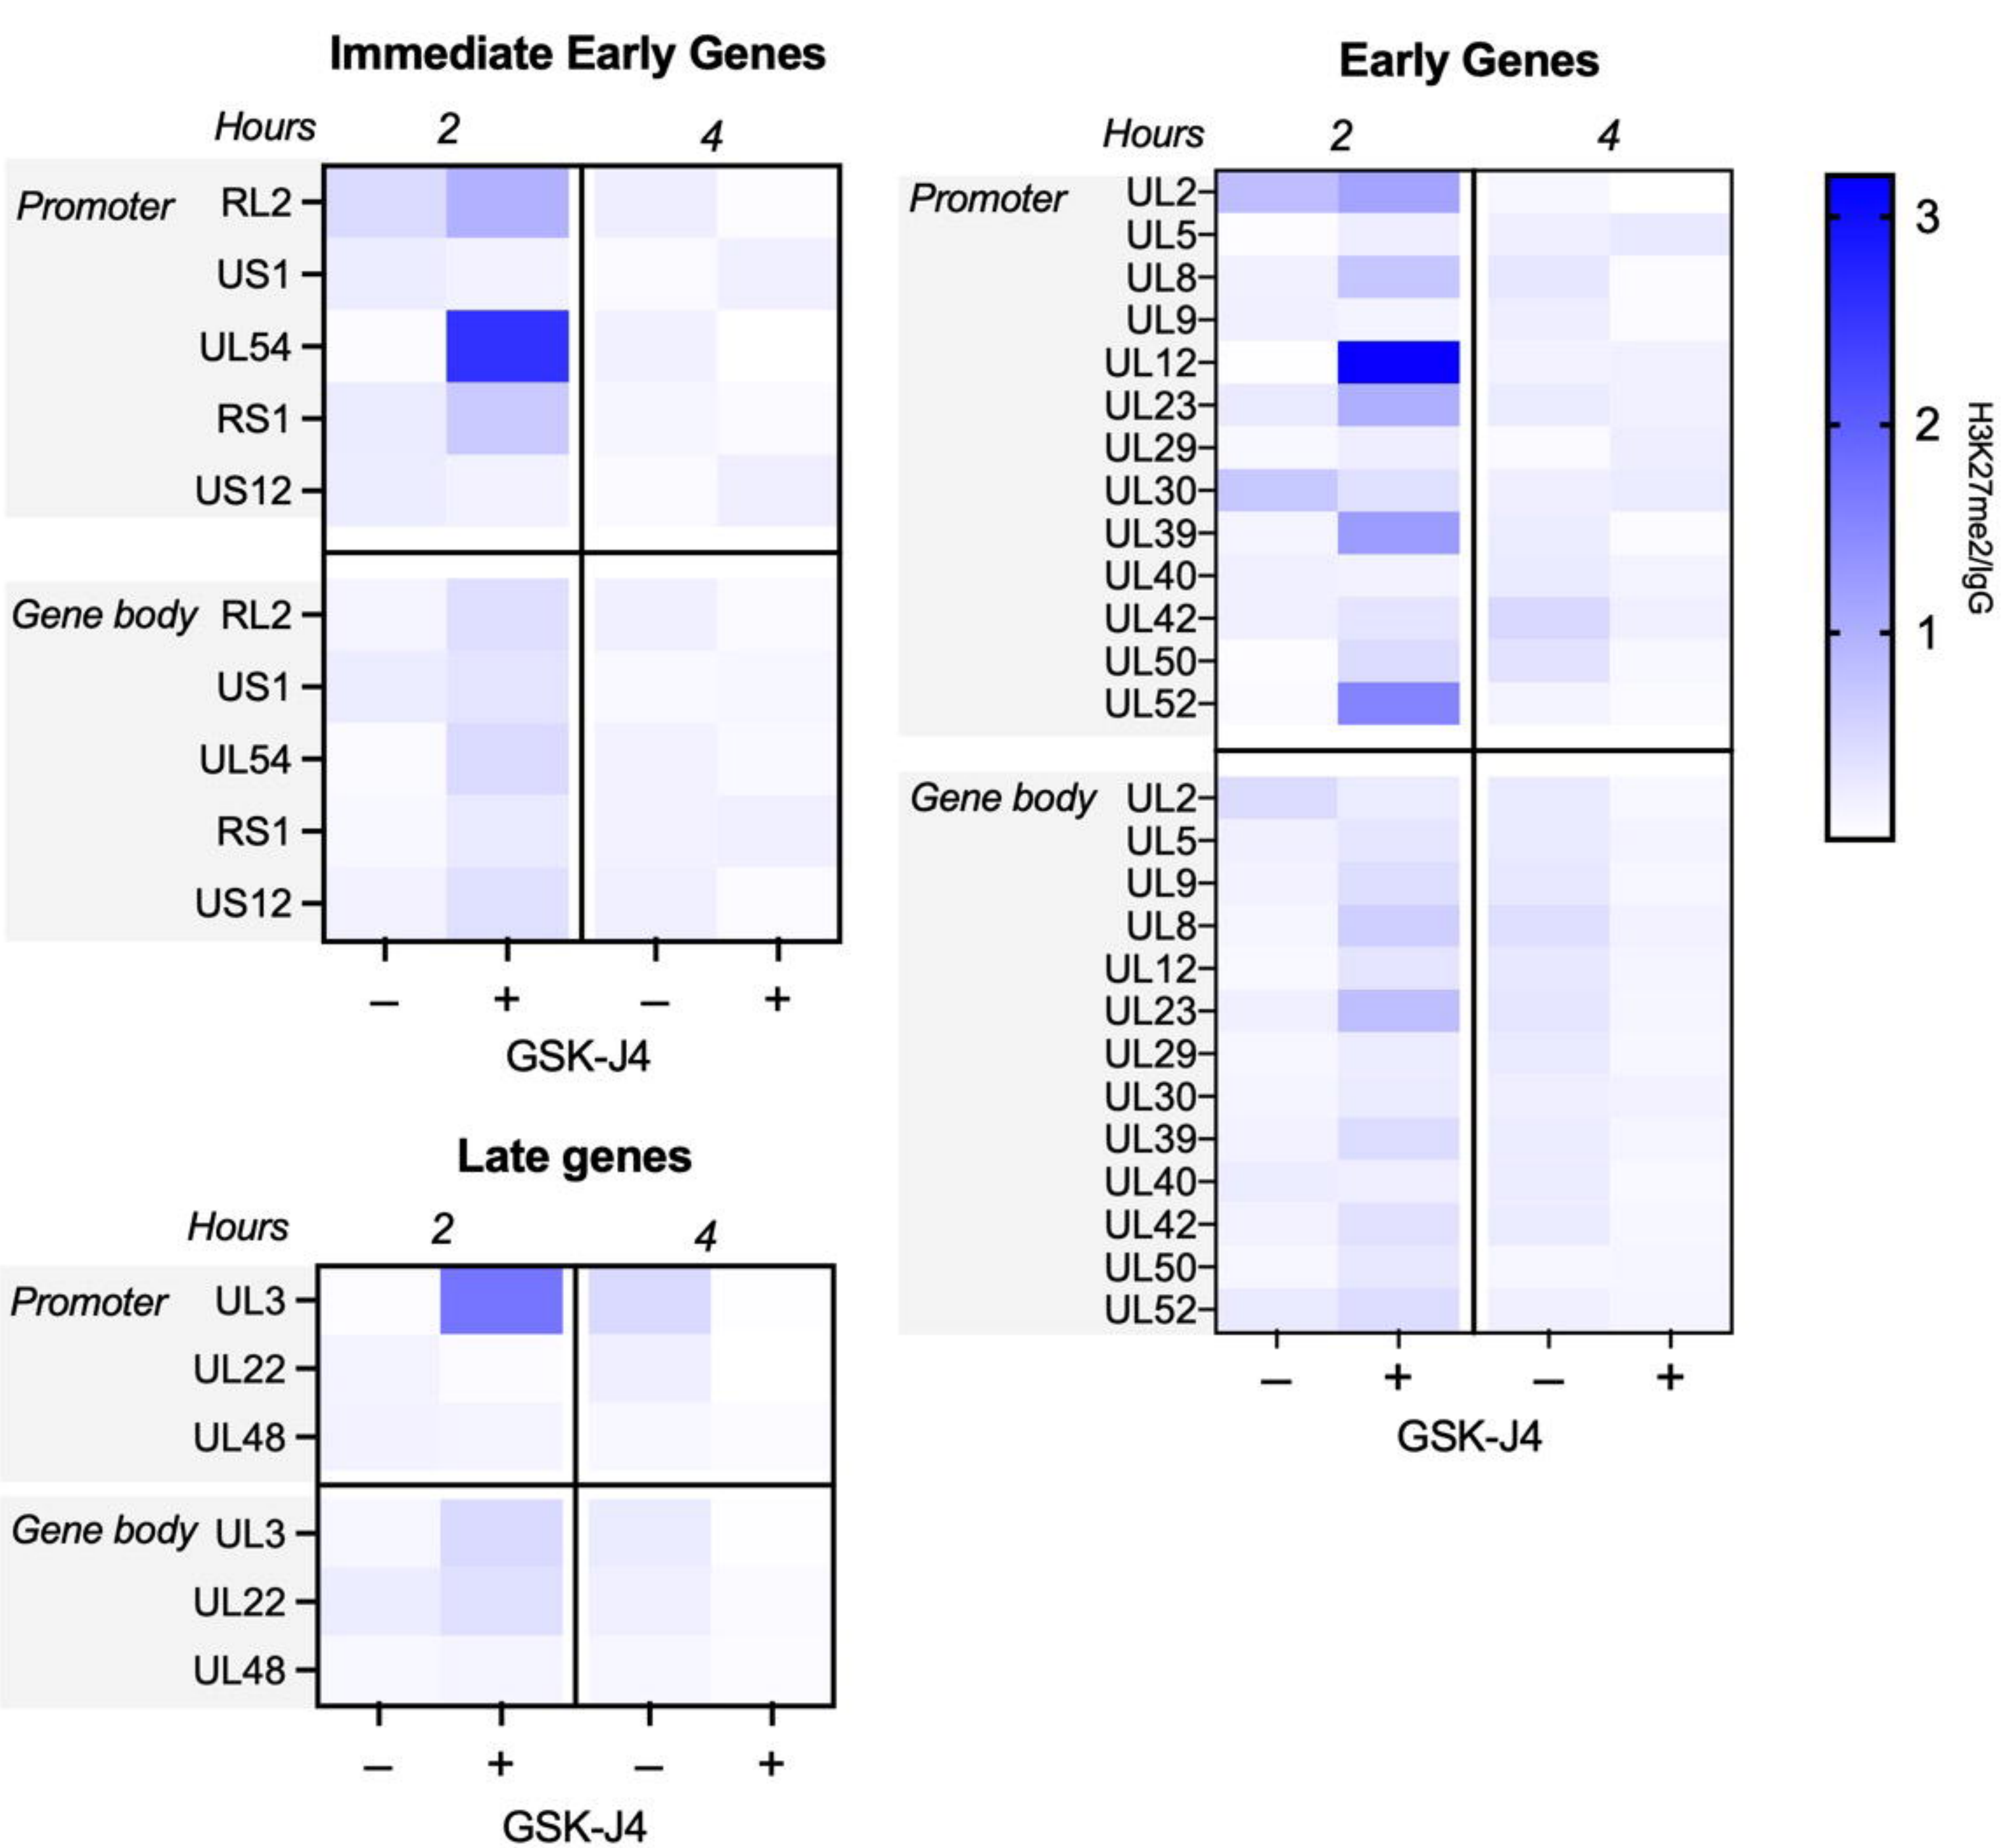 Immediate Early Genes
Hours 2 4
Promoter RL2
US1
UL54
RS1
US12
Gene body RL2
US1
UL54
RS1
US12
– + – +
GSK-J4
Early Genes
Hours 2 4
Promoter UL2
UL5
UL8
UL9
UL12
UL23
UL29
UL30
UL39
UL40
UL42
UL50
UL52
Gene body UL2
UL5
UL9
UL8
UL12
UL23
UL29
UL30
UL39
UL40
UL42
UL50
UL52
– + – +
GSK-J4
3
2
1
H3K27me2/IgG
Late genes
Hours 2 4
Promoter UL3
UL22
UL48
Gene body UL3
UL22
UL48
– + – +
GSK-J4